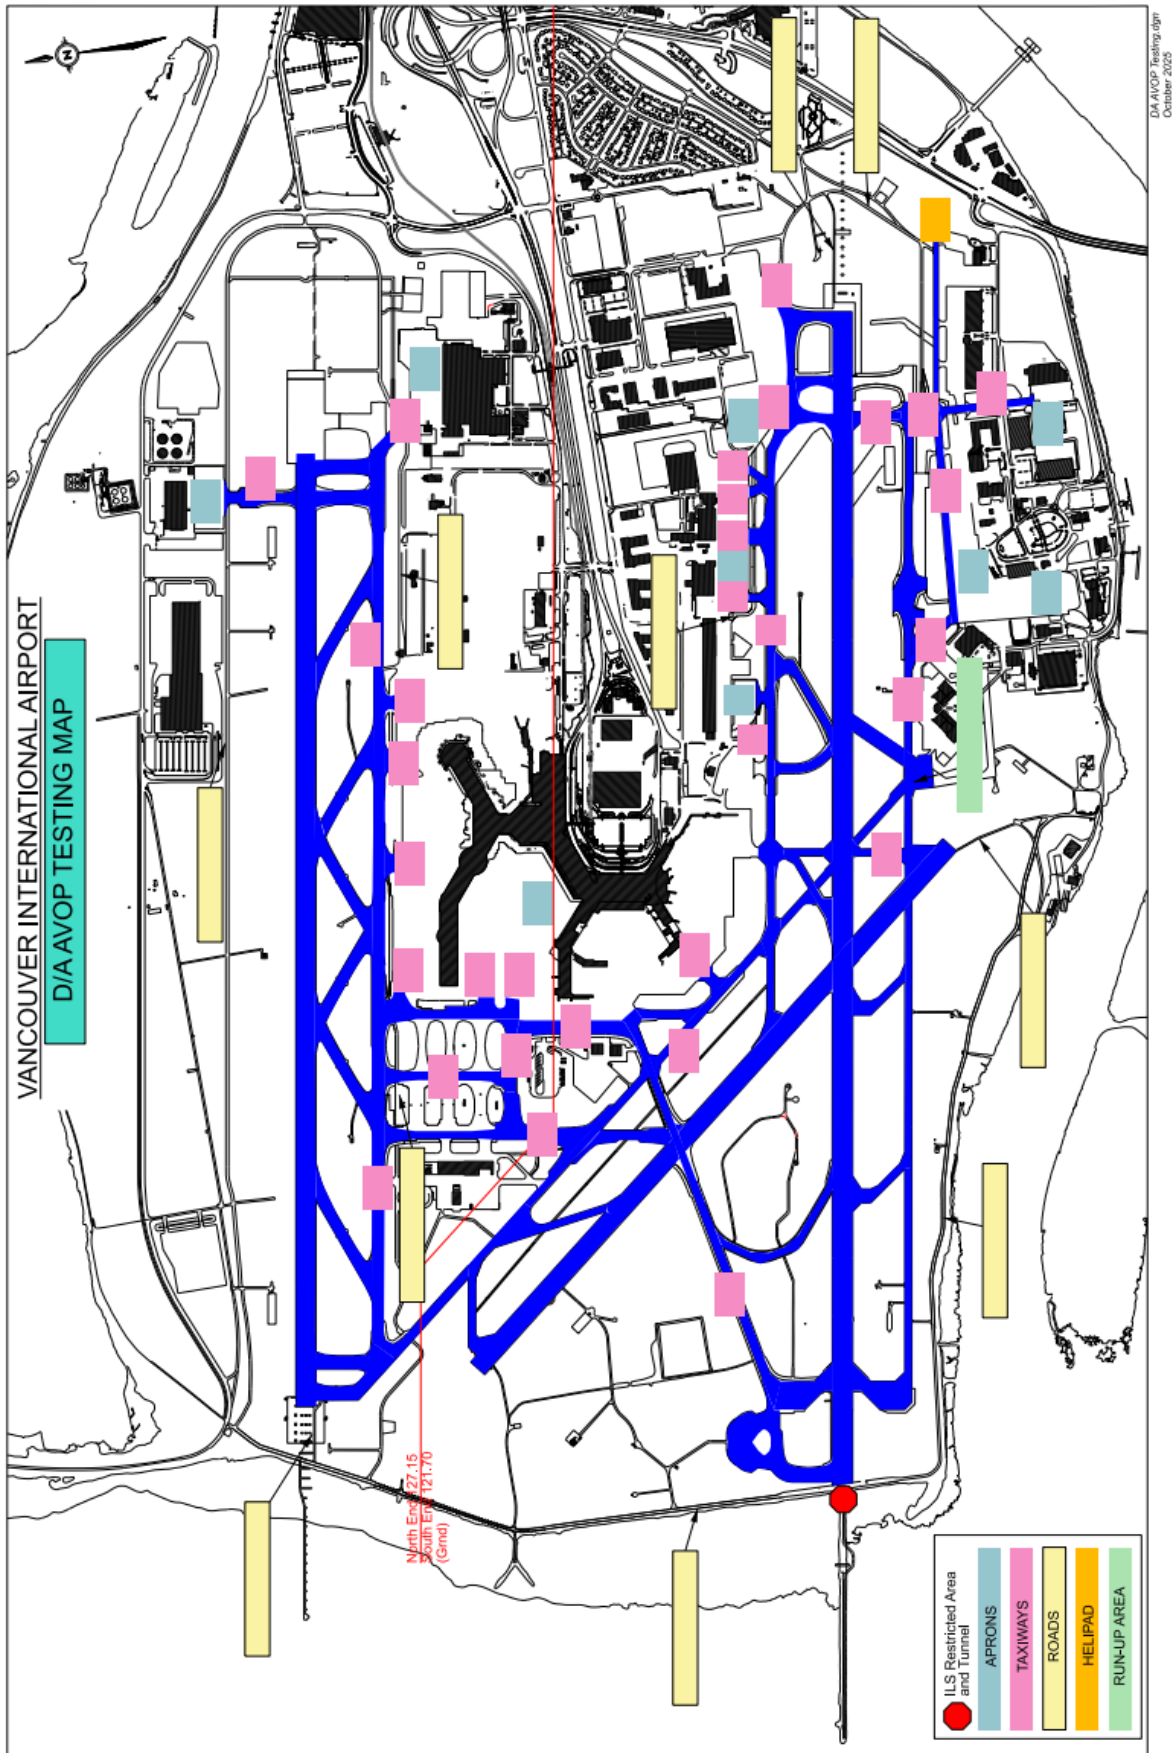 VANCOUVER INTERNATIONAL AIRPORT
D/A AVOP TESTING MAP
N
North End 127.15
South End 121.70
(Grnd)
ILS Restricted Area
and Tunnel
APRONS
TAXIWAYS
ROADS
HELIPAD
RUN-UP AREA
DA AVOP Testing.dgn
October 2025